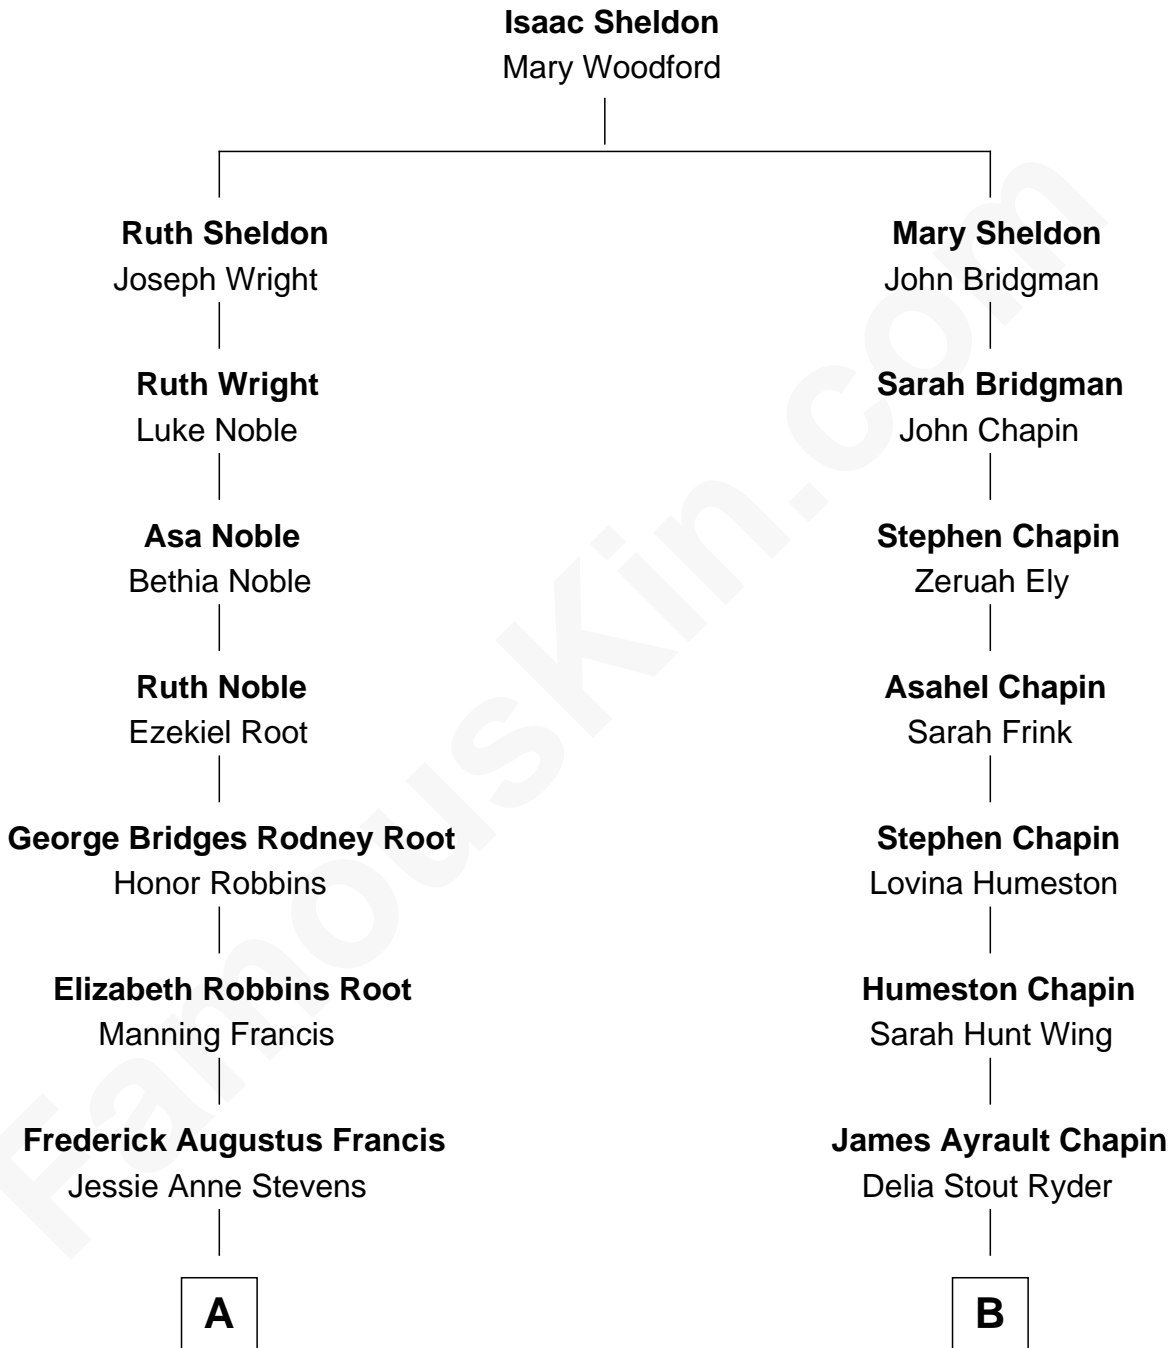 Isaac Sheldon
Mary Woodford
Ruth Sheldon
Joseph Wright
Mary Sheldon
John Bridgman
Ruth Wright
Luke Noble
Sarah Bridgman
John Chapin
Asa Noble
Bethia Noble
Stephen Chapin
Zeruah Ely
Ruth Noble
Ezekiel Root
Asahel Chapin
Sarah Frink
George Bridges Rodney Root
Honor Robbins
Stephen Chapin
Lovina Humeston
Elizabeth Robbins Root
Manning Francis
Humeston Chapin
Sarah Hunt Wing
Frederick Augustus Francis
Jessie Anne Stevens
James Ayrault Chapin
Delia Stout Ryder
A
B
FamousKin.com